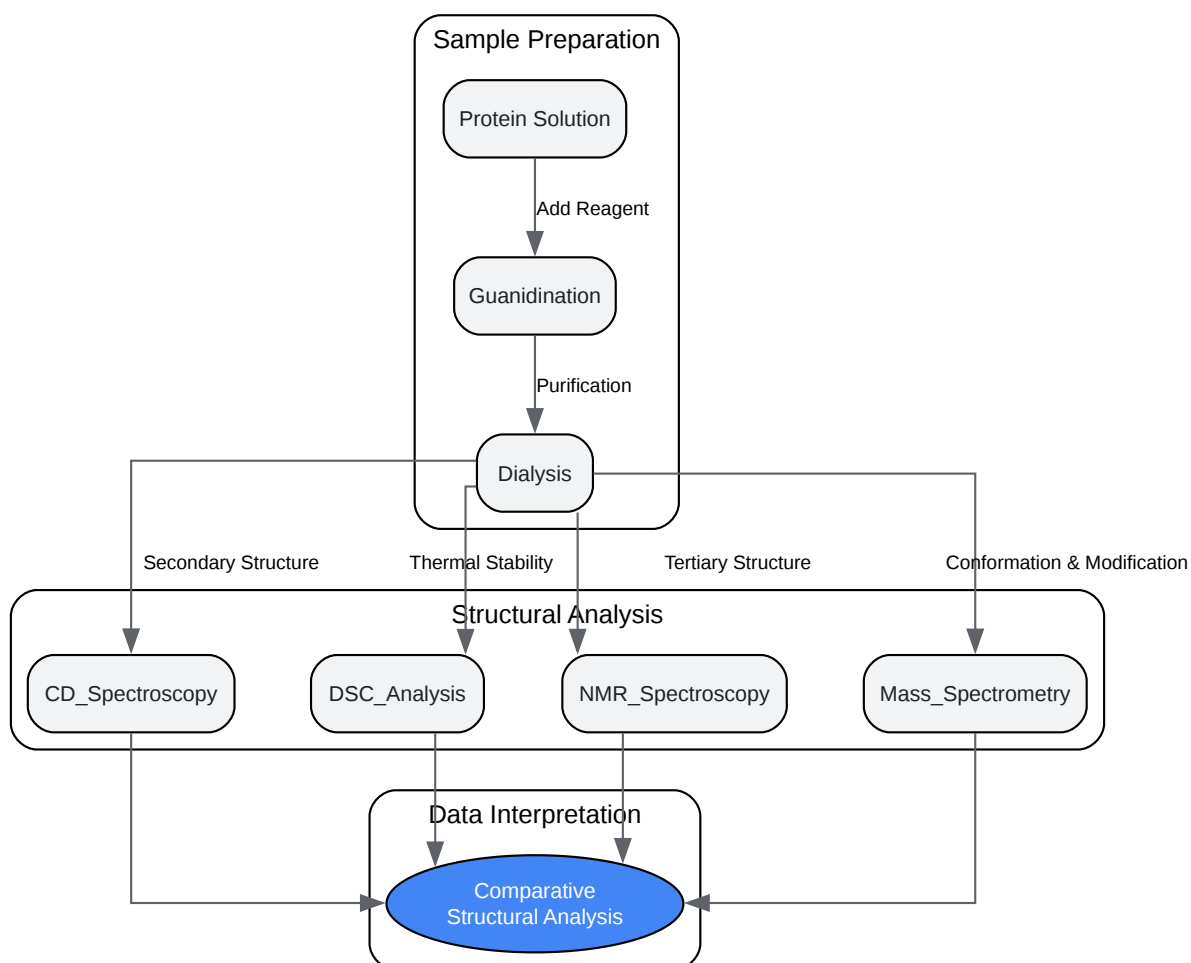 Sample Preparation
Protein Solution
Add Reagent
Guanidination
Purification
Dialysis
Secondary Structure
Thermal Stability
Tertiary Structure
Conformation & Modification
Structural Analysis
CD_Spectroscopy
DSC_Analysis
NMR_Spectroscopy
Mass_Spectrometry
Data Interpretation
Comparative
Structural Analysis